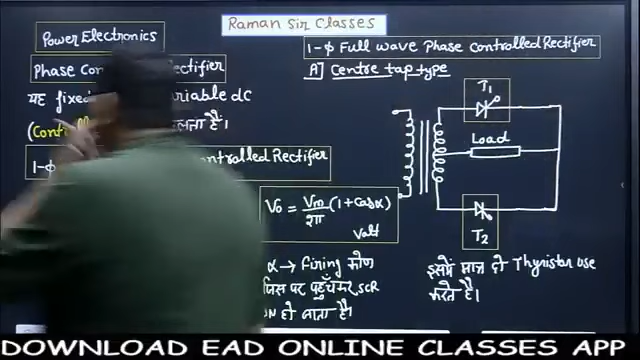 Raman Sir Classes
Power Electronics
Phase Con ectifier
यह fixed ariable dc
(Cont लता है।
1-ϕ ontrolled Rectifier
V₀ = Vm/2π (1+cosα)
Volt
α → Firing कोण
जिस पर पहुँचकर SCR
ON हो जाता है।
1-ϕ Full wave Phase Controlled Rectifier
A] Centre tap type
T₁
Load
T₂
इसमें मात्र दो Thyristor use
करते है।
DOWNLOAD EAD ONLINE CLASSES APP